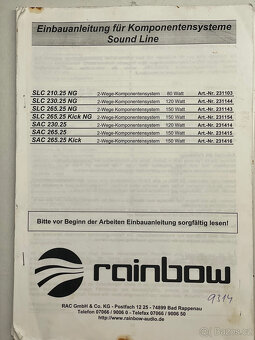 Einbauanleitung für Komponentensysteme
Sound Line
SLC 210.25 NG 2-Wege-Komponentensystem 80 Watt Art.-Nr. 231103
SLC 230.25 NG 2-Wege-Komponentensystem 120 Watt Art.-Nr. 231144
SLC 265.25 NG 2-Wege-Komponentensystem 150 Watt Art.-Nr. 231143
SLC 265.25 Kick NG 2-Wege-Komponentensystem 150 Watt Art.-Nr. 231154
SAC 230.25 2-Wege-Komponentensystem 120 Watt Art.-Nr. 231414
SAC 265.25 2-Wege-Komponentensystem 150 Watt Art.-Nr. 231415
SAC 265.25 Kick 2-Wege-Komponentensystem 150 Watt Art.-Nr. 231416
Bitte vor Beginn der Arbeiten Einbauanleitung sorgfältig lesen!
rainbow
9314
RAC GmbH & Co. KG - Postfach 12 25 - 74899 Bad Rappenau
Telefon 07066 / 9006 0 - Telefax 07066 / 9006 50
http://www.rainbow-audio.de